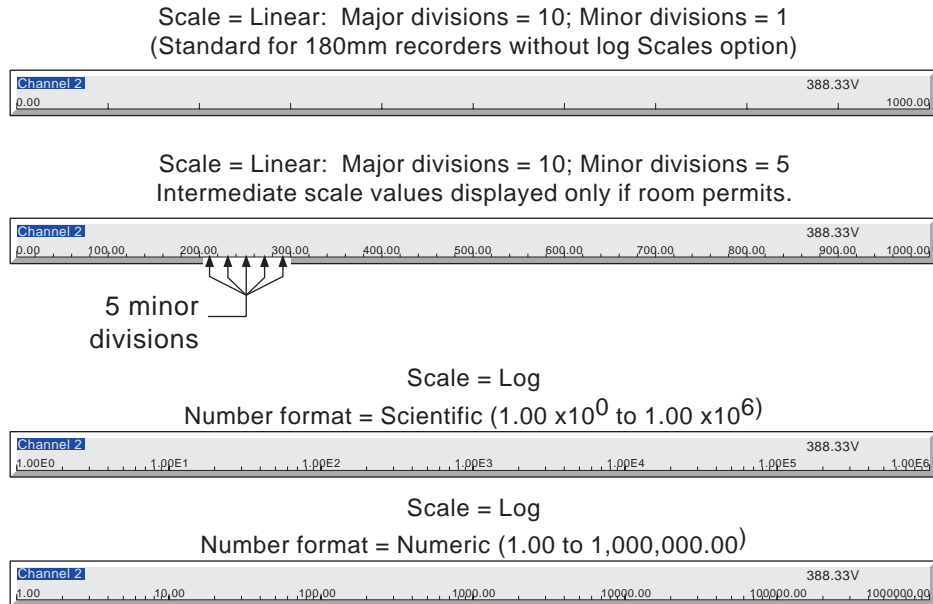 Scale = Linear:  Major divisions = 10; Minor divisions = 1
(Standard for 180mm recorders without log Scales option)
Channel 2 388.33V
0.00 1000.00
Scale = Linear:  Major divisions = 10; Minor divisions = 5
Intermediate scale values displayed only if room permits.
Channel 2 388.33V
0.00 100.00 200.00 300.00 400.00 500.00 600.00 700.00 800.00 900.00 1000.00
5 minor
divisions
Scale = Log
Number format = Scientific (1.00 x10⁰ to 1.00 x10⁶)
Channel 2 388.33V
1.00E0 1.00E1 1.00E2 1.00E3 1.00E4 1.00E5 1.00E6
Scale = Log
Number format = Numeric (1.00 to 1,000,000.00)
Channel 2 388.33V
1.00 10.00 100.00 1000.00 10000.00 100000.00 1000000.00